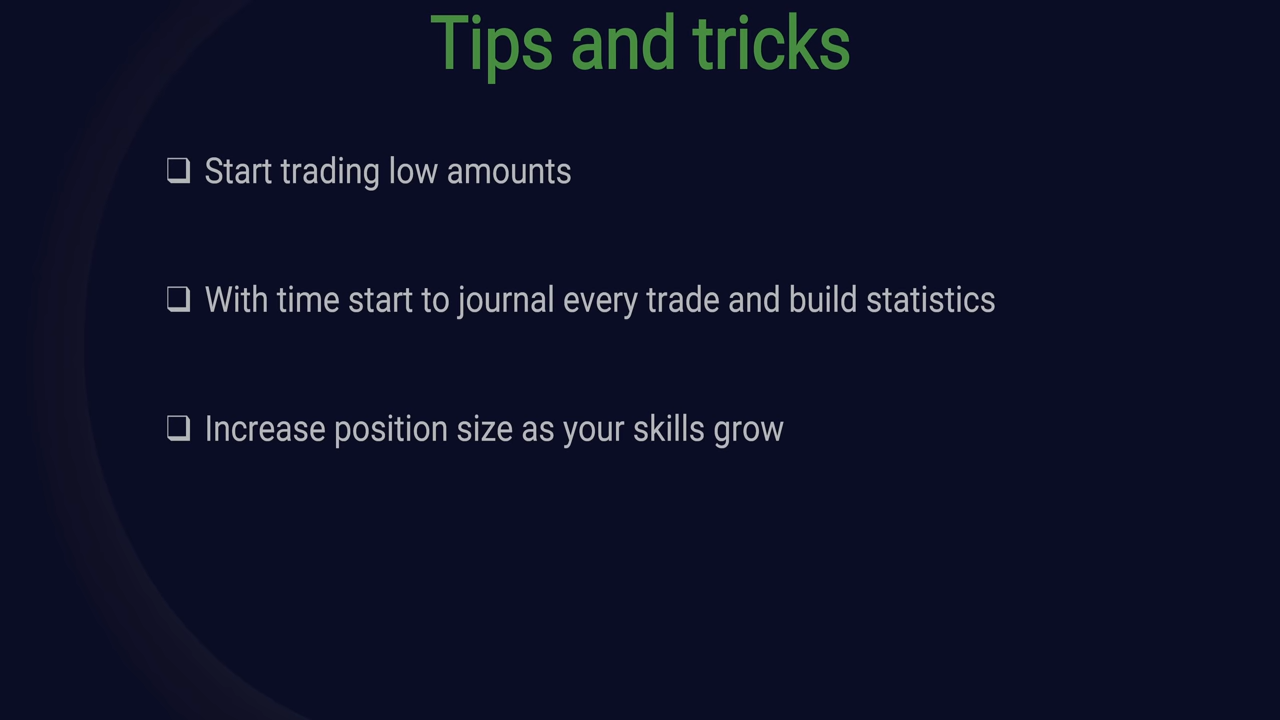 Tips and tricks
❑ Start trading low amounts
❑ With time start to journal every trade and build statistics
❑ Increase position size as your skills grow